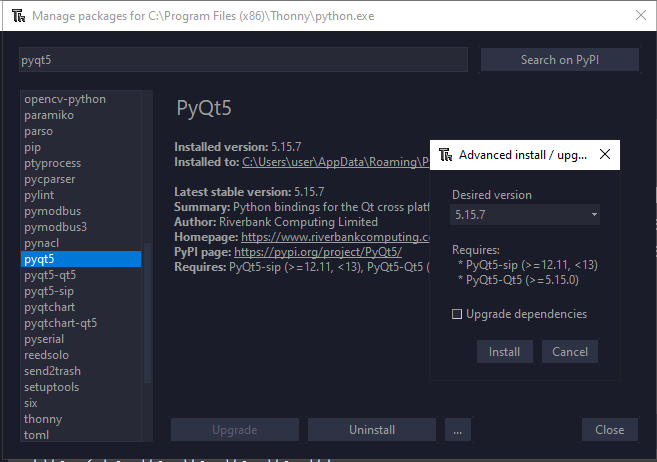 Manage packages for C:\Program Files (x86)\Thonny\python.exe
pyqt5
Search on PyPI
opencv-python
paramiko
parso
pip
ptyprocess
pycparser
pylint
pymodbus
pymodbus3
pynacl
pyqt5
pyqt5-qt5
pyqt5-sip
pyqtchart
pyqtchart-qt5
pyserial
reedsolo
send2trash
setuptools
six
thonny
toml
PyQt5
Installed version: 5.15.7
Installed to: C:\Users\user\AppData\Roaming\P
Latest stable version: 5.15.7
Summary: Python bindings for the Qt cross platf
Author: Riverbank Computing Limited
Homepage: https://www.riverbankcomputing.c
PyPI page: https://pypi.org/project/PyQt5/
Requires: PyQt5-sip (>=12.11, <13), PyQt5-Qt5 (
Advanced install / upg...
Desired version
5.15.7
Requires:
* PyQt5-sip (>=12.11, <13)
* PyQt5-Qt5 (>=5.15.0)
Upgrade dependencies
Install
Cancel
Upgrade
Uninstall
...
Close